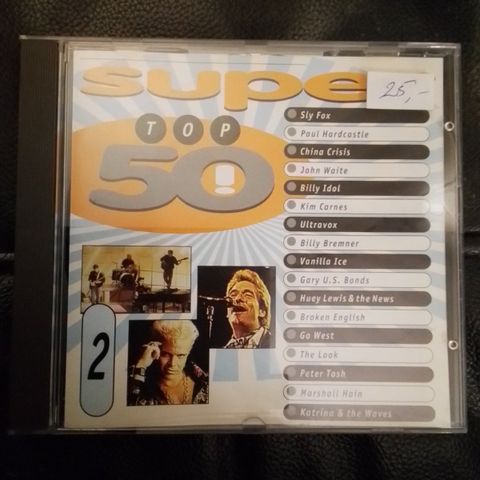 supe
25,-
TOP
50!
Sly Fox
Paul Hardcastle
China Crisis
John Waite
Billy Idol
Kim Carnes
Ultravox
Billy Bremner
Vanilla Ice
Gary U.S. Bonds
Huey Lewis & the News
Broken English
Go West
The Look
Peter Tosh
Marshall Hain
Katrina & the Waves
2